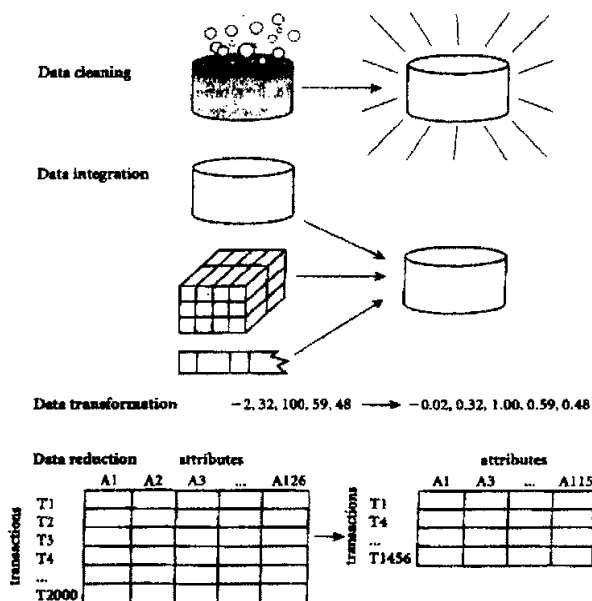 Data cleaning
Data integration
Data transformation −2, 32, 100, 59, 48 → −0.02, 0.32, 1.00, 0.59, 0.48
Data reduction attributes
A1 A2 A3 ... A126
transactions
T1
T2
T3
T4
...
T2000
attributes
A1 A3 ... A115
transactions
T1
T4
...
T1456